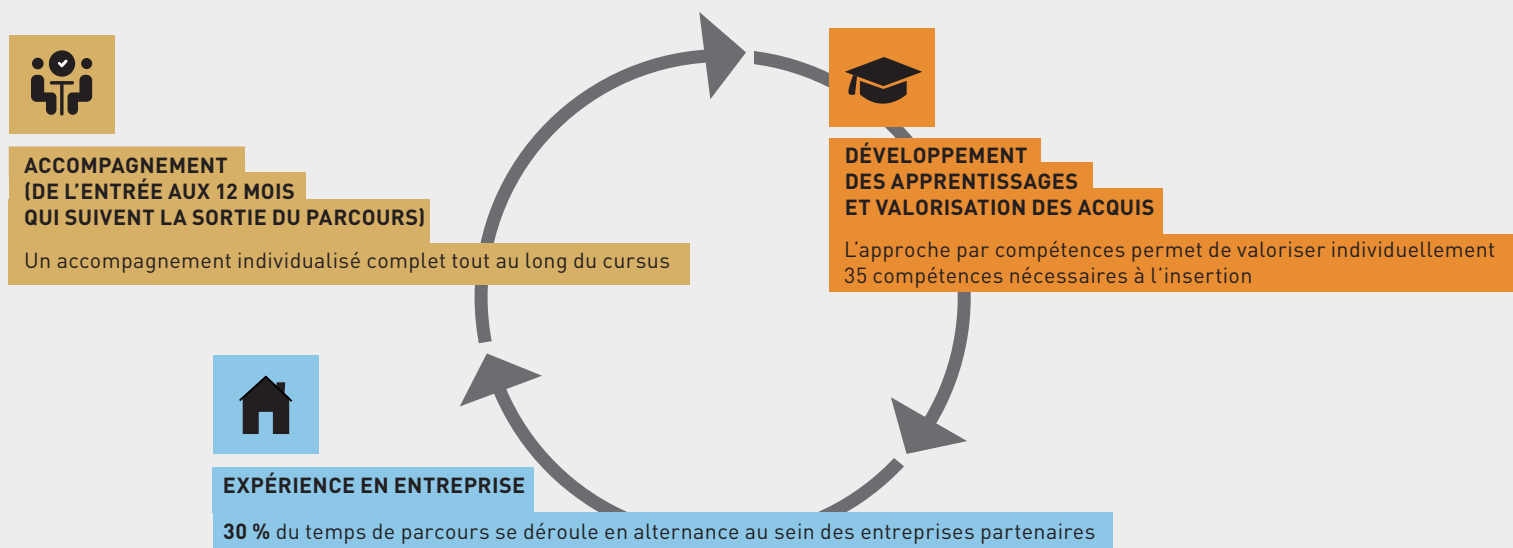 ACCOMPAGNEMENT
(DE L'ENTRÉE AUX 12 MOIS
QUI SUIVENT LA SORTIE DU PARCOURS)
Un accompagnement individualisé complet tout au long du cursus
DÉVELOPPEMENT
DES APPRENTISSAGES
ET VALORISATION DES ACQUIS
L'approche par compétences permet de valoriser individuellement
35 compétences nécessaires à l'insertion
EXPÉRIENCE EN ENTREPRISE
30 % du temps de parcours se déroule en alternance au sein des entreprises partenaires